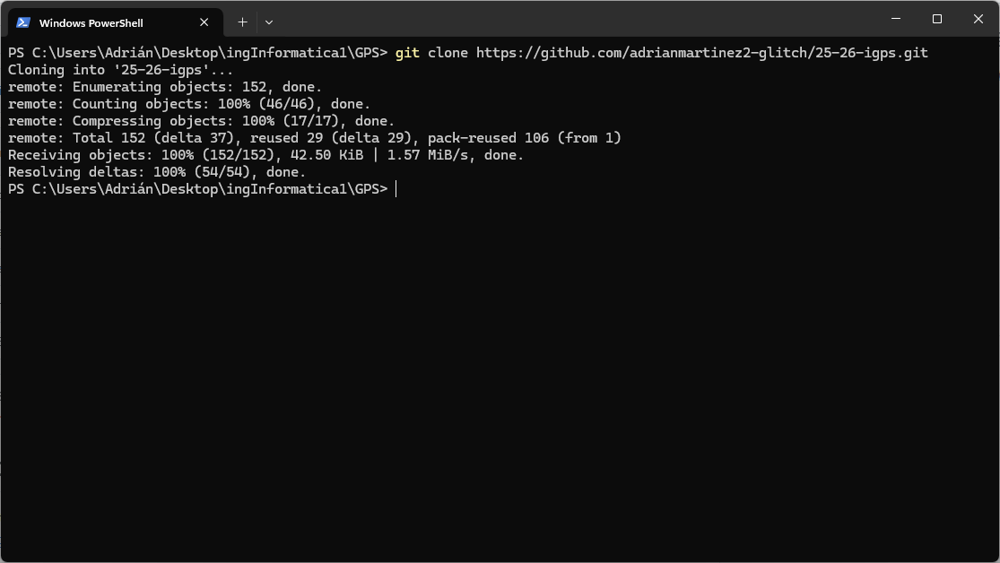 Windows PowerShell
PS C:\Users\Adrián\Desktop\ingInformatica1\GPS> git clone https://github.com/adrianmartinez2-glitch/25-26-igps.git
Cloning into '25-26-igps'...
remote: Enumerating objects: 152, done.
remote: Counting objects: 100% (46/46), done.
remote: Compressing objects: 100% (17/17), done.
remote: Total 152 (delta 37), reused 29 (delta 29), pack-reused 106 (from 1)
Receiving objects: 100% (152/152), 42.50 KiB | 1.57 MiB/s, done.
Resolving deltas: 100% (54/54), done.
PS C:\Users\Adrián\Desktop\ingInformatica1\GPS>